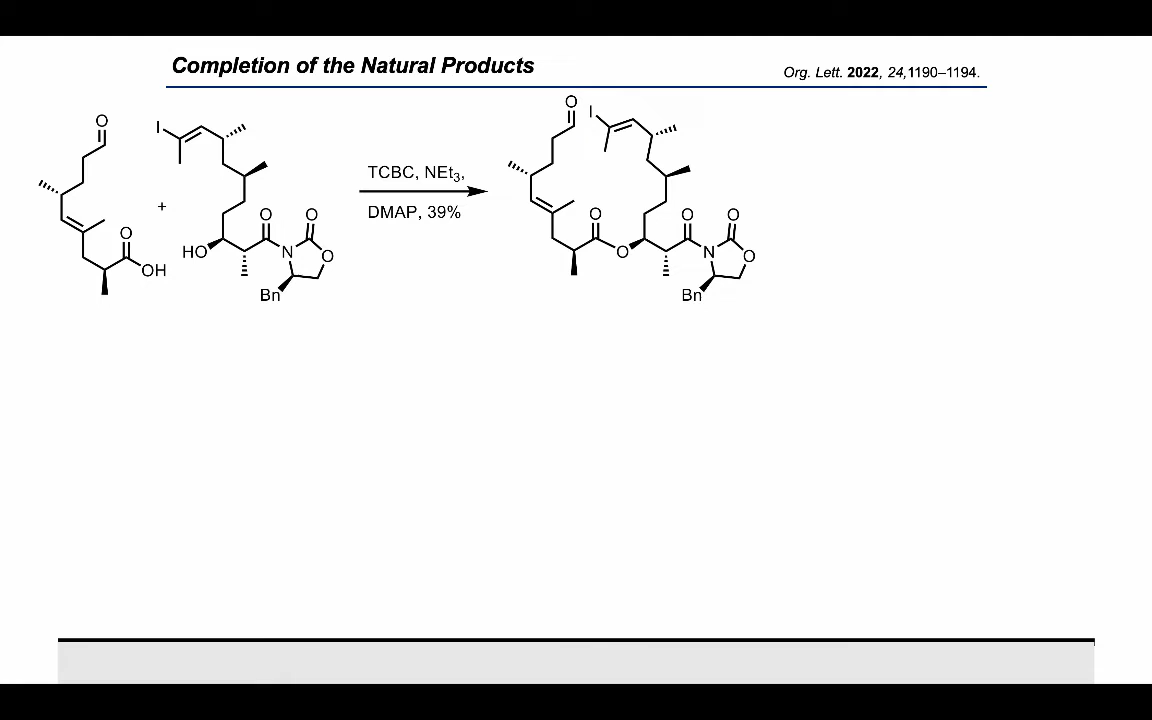 Completion of the Natural Products
Org. Lett. 2022, 24,1190–1194.
O
I
O
O
OH
+
HO
O
O
N
O
Bn
TCBC, NEt3,
DMAP, 39%
O
I
O
O
O
O
N
O
Bn